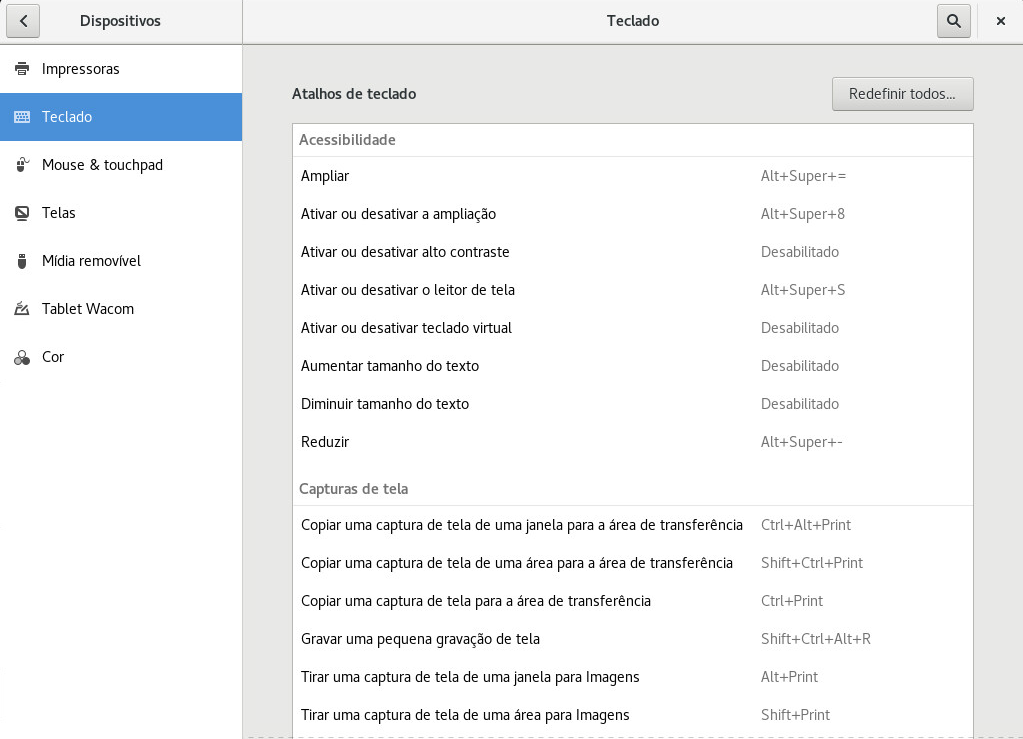 Dispositivos
Teclado
Impressoras
Teclado
Mouse & touchpad
Telas
Mídia removível
Tablet Wacom
Cor
Atalhos de teclado
Redefinir todos...
Acessibilidade
Ampliar Alt+Super+=
Ativar ou desativar a ampliação Alt+Super+8
Ativar ou desativar alto contraste Desabilitado
Ativar ou desativar o leitor de tela Alt+Super+S
Ativar ou desativar teclado virtual Desabilitado
Aumentar tamanho do texto Desabilitado
Diminuir tamanho do texto Desabilitado
Reduzir Alt+Super+-
Capturas de tela
Copiar uma captura de tela de uma janela para a área de transferência Ctrl+Alt+Print
Copiar uma captura de tela de uma área para a área de transferência Shift+Ctrl+Print
Copiar uma captura de tela para a área de transferência Ctrl+Print
Gravar uma pequena gravação de tela Shift+Ctrl+Alt+R
Tirar uma captura de tela de uma janela para Imagens Alt+Print
Tirar uma captura de tela de uma área para Imagens Shift+Print